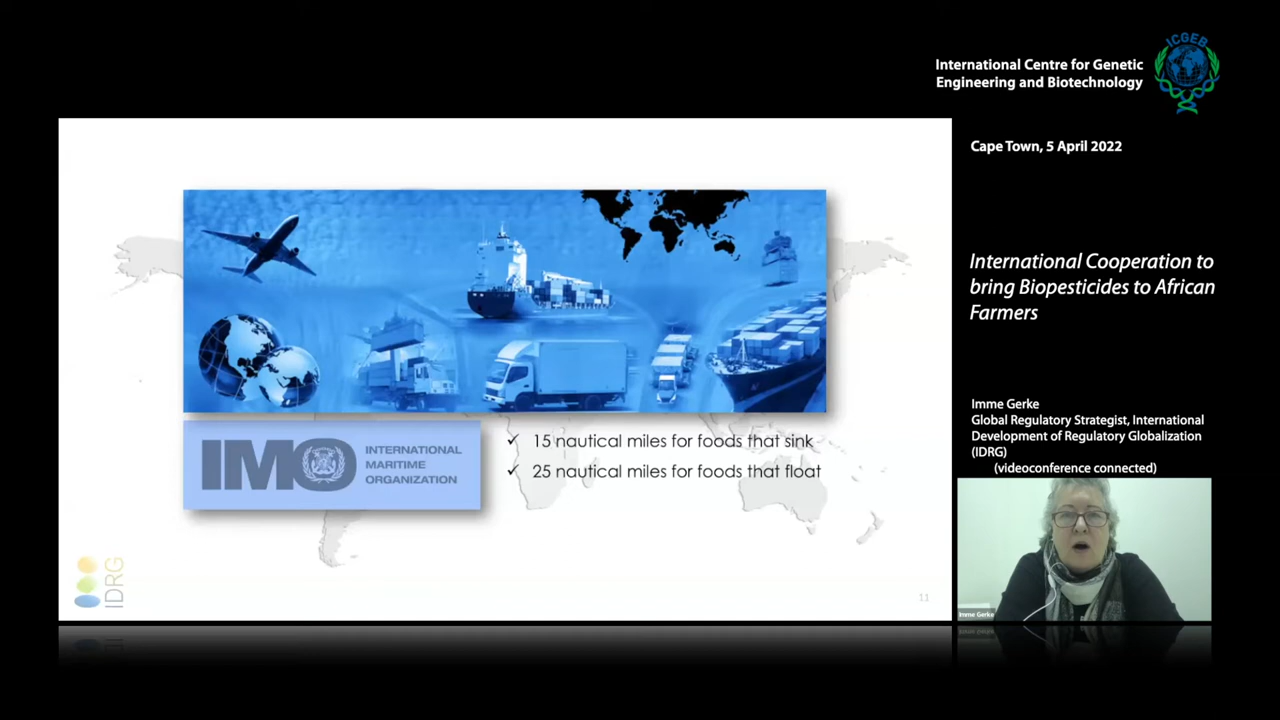 International Centre for Genetic
Engineering and Biotechnology
ICGEB
Cape Town, 5 April 2022
International Cooperation to
bring Biopesticides to African
Farmers
Imme Gerke
Global Regulatory Strategist, International
Development of Regulatory Globalization
(IDRG)
(videoconference connected)
Imme Gerke
IMO
INTERNATIONAL
MARITIME
ORGANIZATION
✓ 15 nautical miles for foods that sink
✓ 25 nautical miles for foods that float
IDRG
11